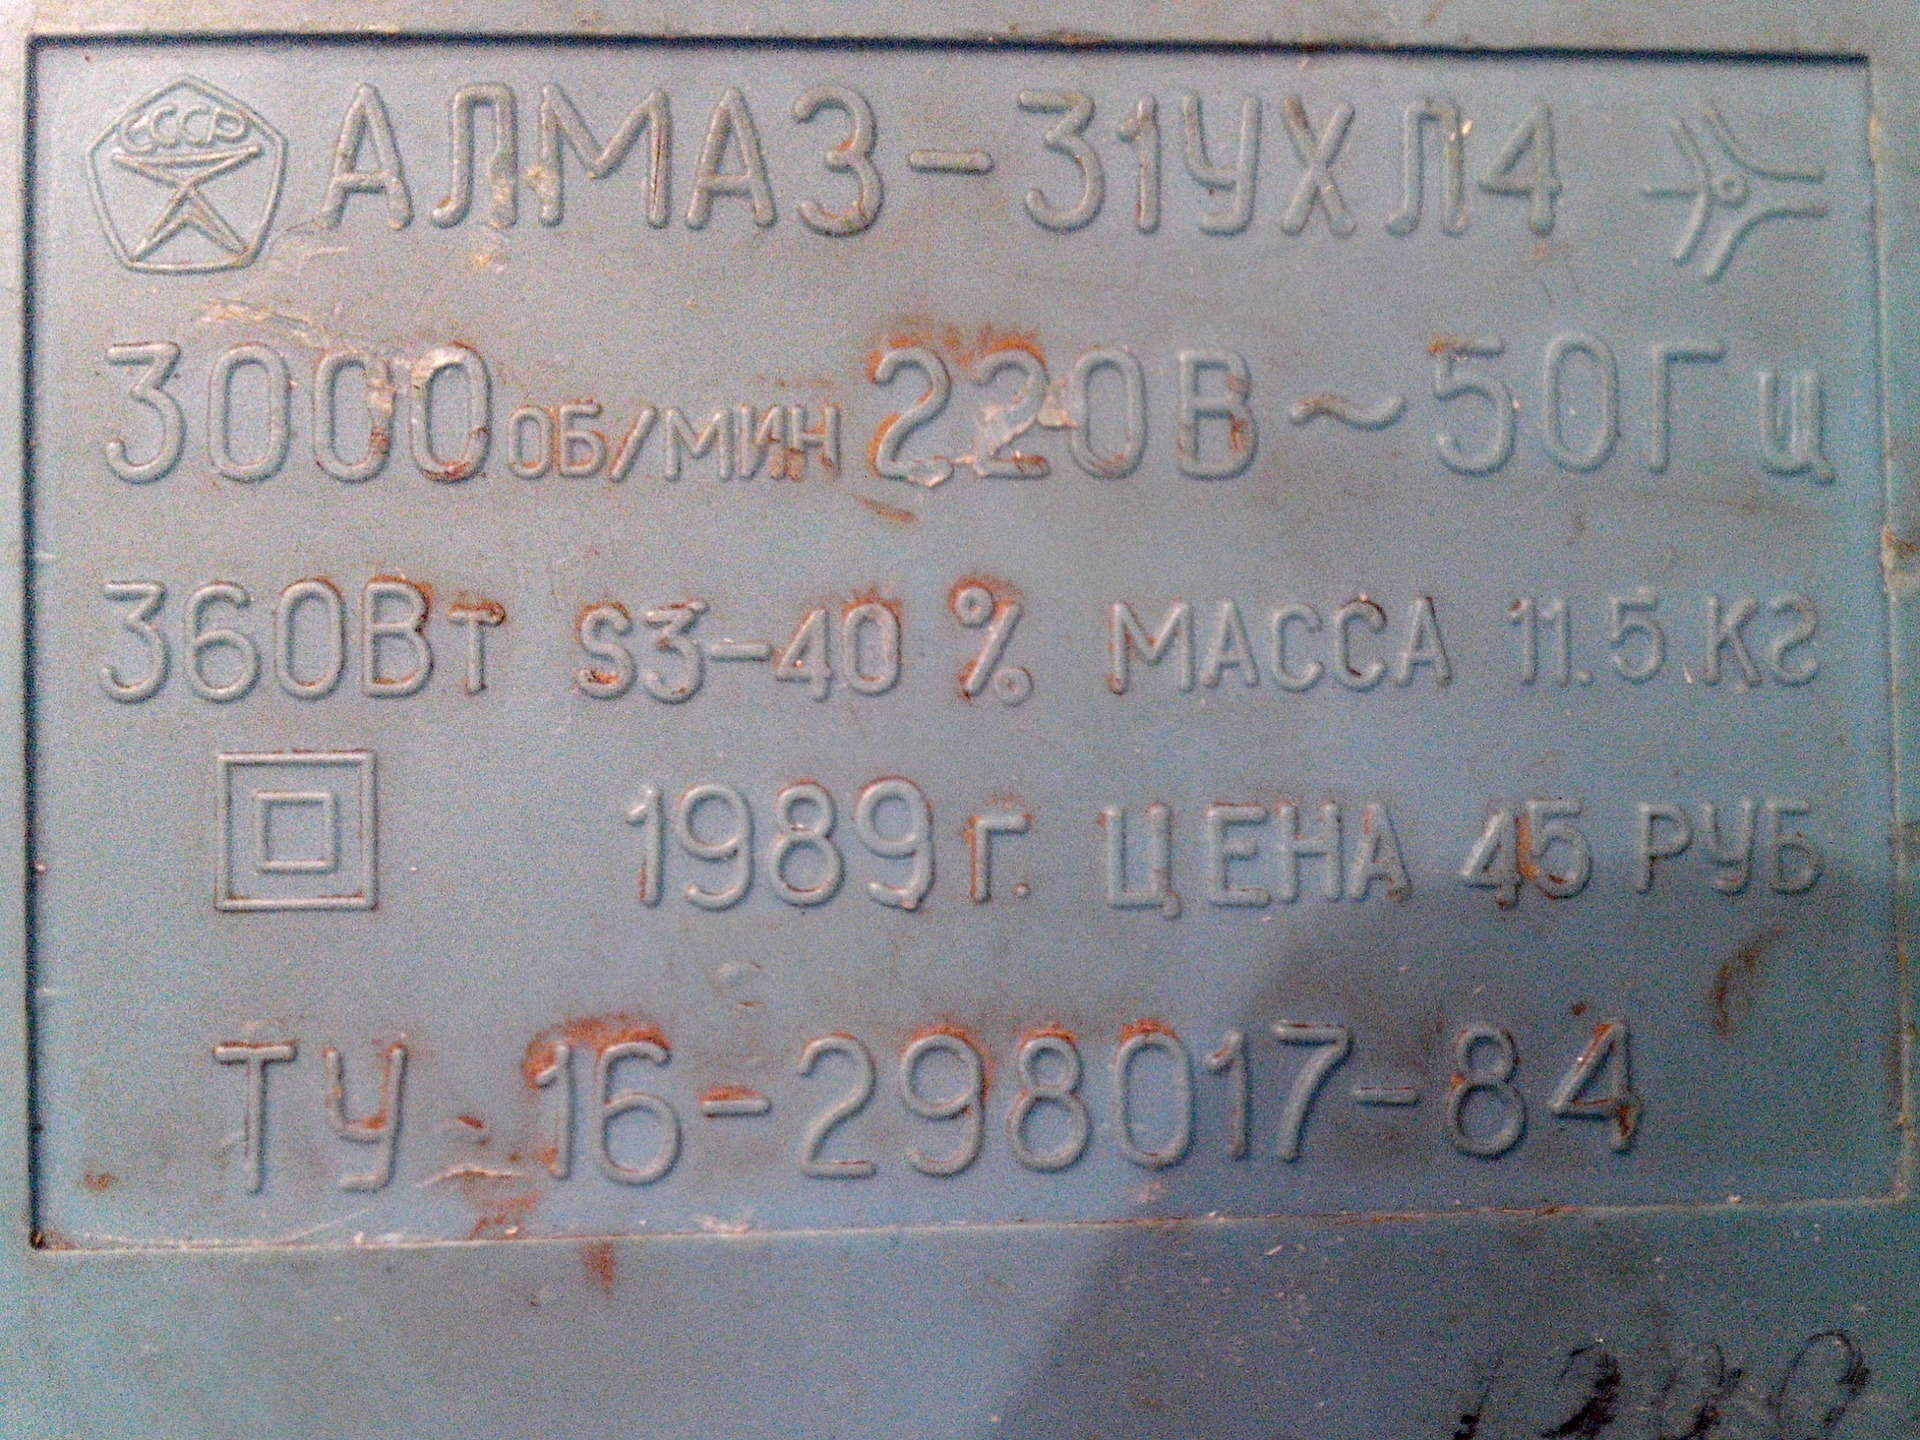 СССР АЛМАЗ-31УХЛ4
3000 об/мин 220В ~ 50Гц
360Вт S3-40 % МАССА 11.5 кг
1989 г. ЦЕНА 45 РУБ
ТУ 16-298017-84